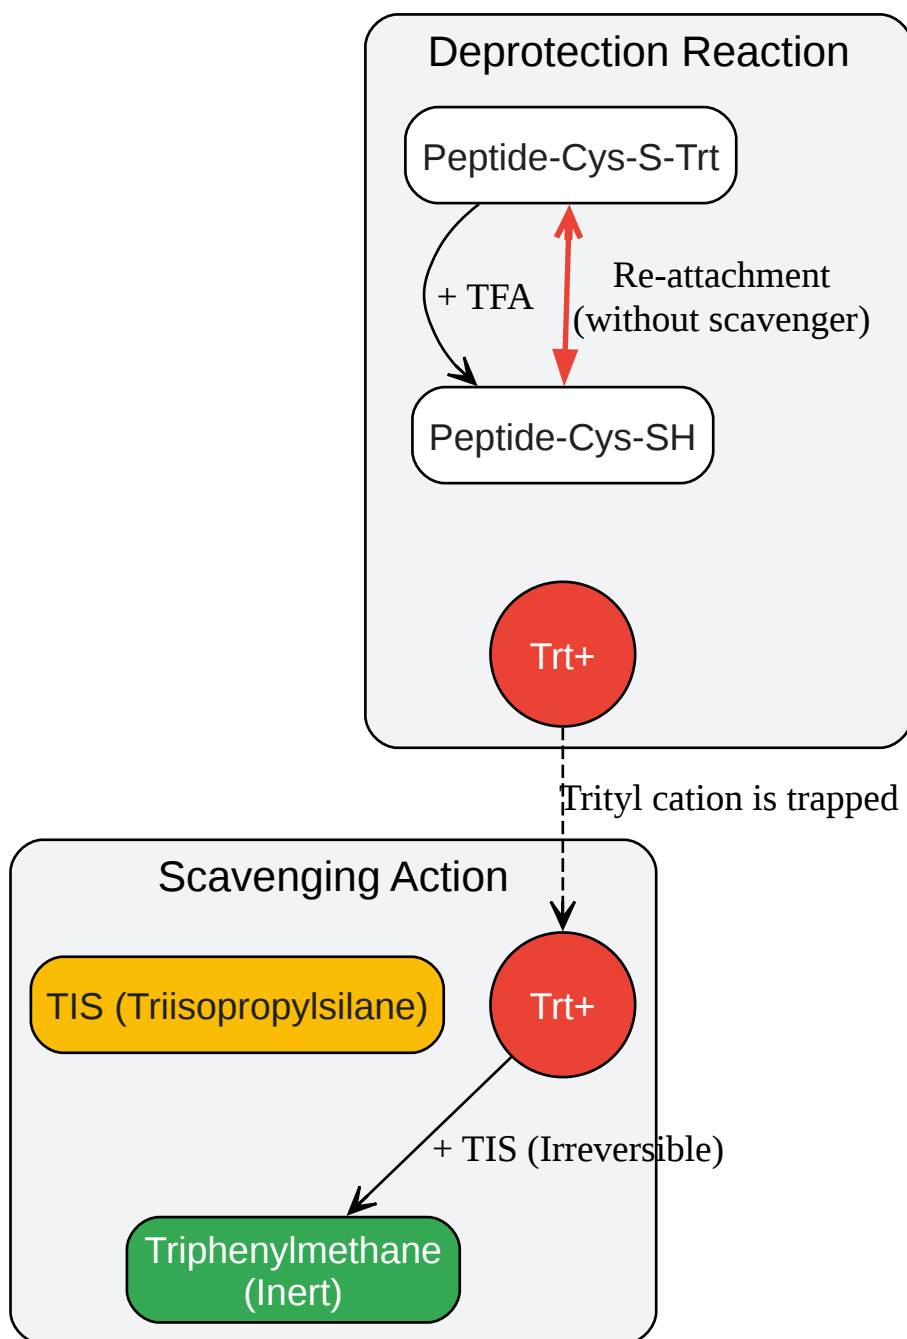 Deprotection Reaction
Peptide-Cys-S-Trt
+ TFA
Re-attachment
(without scavenger)
Peptide-Cys-SH
Trt+
Trityl cation is trapped
Scavenging Action
TIS (Triisopropylsilane)
Trt+
+ TIS (Irreversible)
Triphenylmethane
(Inert)